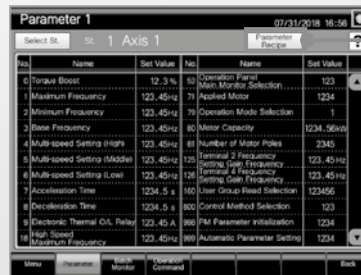 Parameter 1
07/31/2018 16:56
Select St.
St. 1 Axis 1
Parameter
Recipe
No. Name Set Value No. Name Set Value
0 Torque Boost 12.3 % 52 Operation Panel
Main Monitor Selection 123
1 Maximum Frequency 123.45Hz 71 Applied Motor 1234
2 Minimum Frequency 123.45Hz 79 Operation Mode Selection 1
3 Base Frequency 123.45Hz 80 Motor Capacity 1234.56kW
4 Multi-speed Setting (High) 123.45Hz 81 Number of Motor Poles 2345
5 Multi-speed Setting (Middle) 123.45Hz 125 Terminal 2 Frequency
Setting Gain Frequency 123.45Hz
6 Multi-speed Setting (Low) 123.45Hz 126 Terminal 4 Frequency
Setting Gain Frequency 123.45Hz
7 Acceleration Time 1234.5 s 160 User Group Read Selection 123456
8 Deceleration Time 1234.5 s 800 Control Method Selection 123
9 Electronic Thermal O/L Relay 123.45 A 998 PM Parameter Initialization 1234
18 High Speed
Maximum Frequency 123.45Hz 999 Automatic Parameter Setting 1234
Menu Parameter Batch
Monitor Operation
Command Back